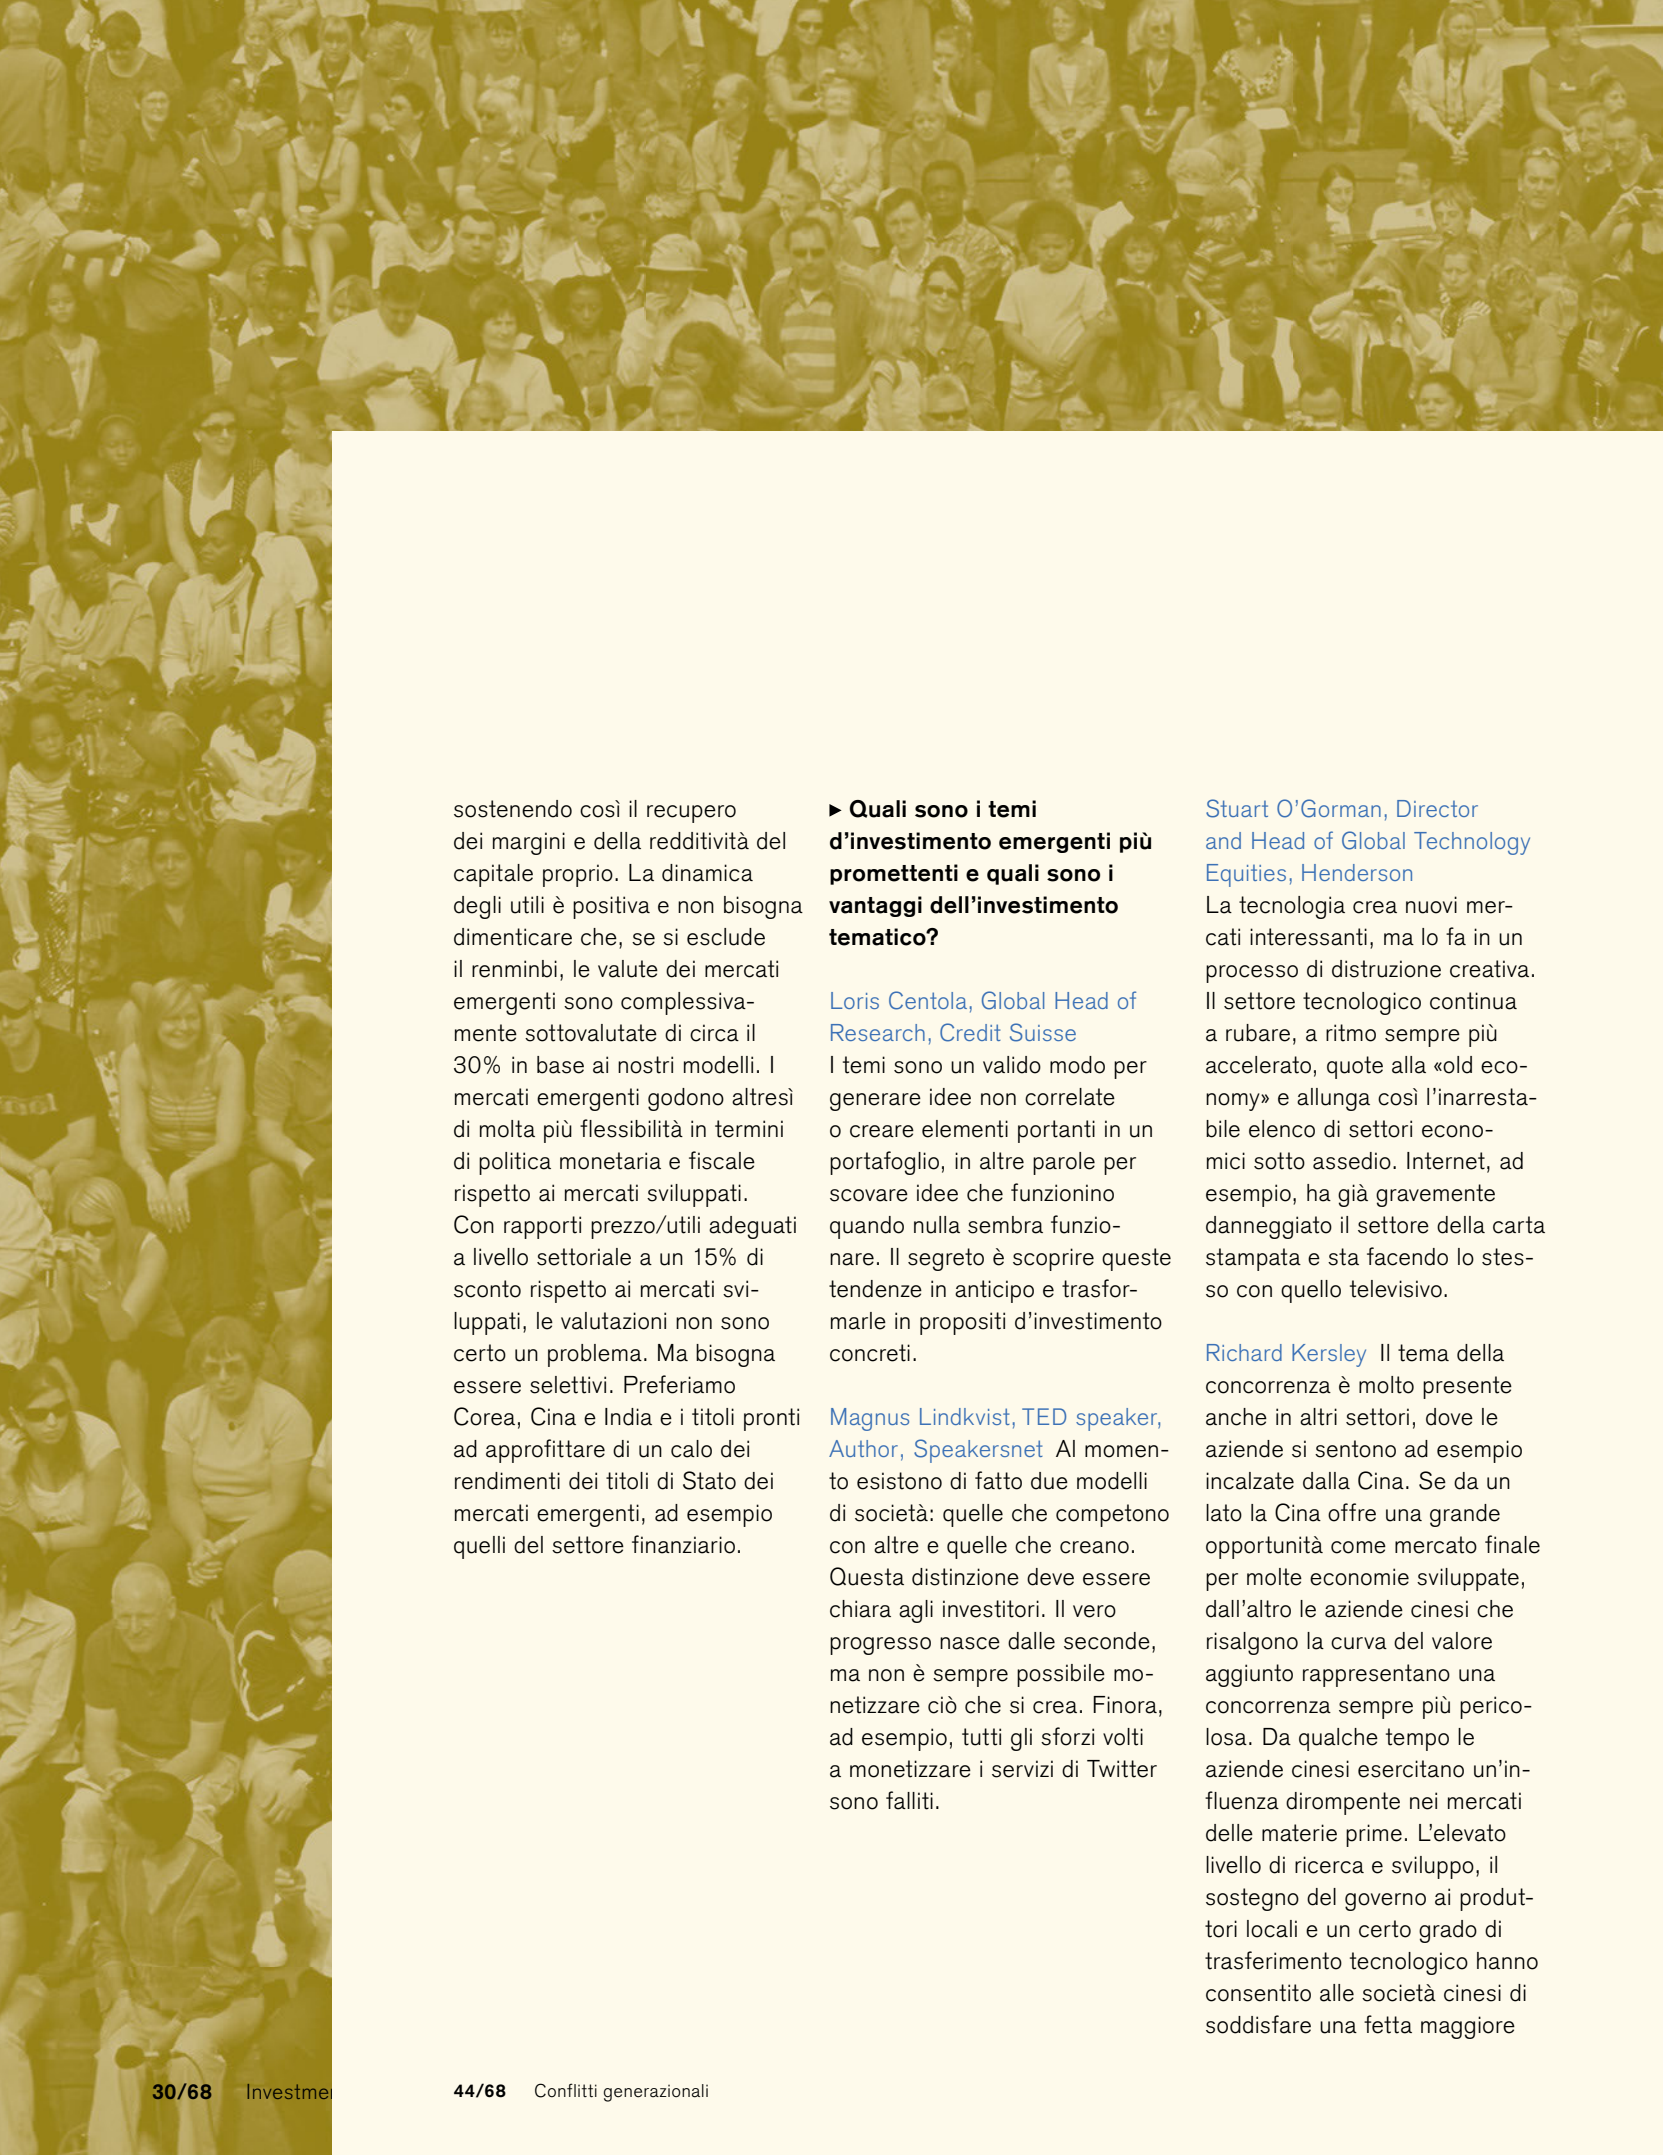 sostenendo così il recupero
dei margini e della redditività del
capitale proprio. La dinamica
degli utili è positiva e non bisogna
dimenticare che, se si esclude
il renminbi, le valute dei mercati
emergenti sono complessiva-
mente sottovalutate di circa il
30% in base ai nostri modelli. I
mercati emergenti godono altresì
di molta più flessibilità in termini
di politica monetaria e fiscale
rispetto ai mercati sviluppati.
Con rapporti prezzo/utili adeguati
a livello settoriale a un 15% di
sconto rispetto ai mercati svi-
luppati, le valutazioni non sono
certo un problema. Ma bisogna
essere selettivi. Preferiamo
Corea, Cina e India e i titoli pronti
ad approfittare di un calo dei
rendimenti dei titoli di Stato dei
mercati emergenti, ad esempio
quelli del settore finanziario.
▸ Quali sono i temi
d'investimento emergenti più
promettenti e quali sono i
vantaggi dell'investimento
tematico?
Loris Centola, Global Head of
Research, Credit Suisse
I temi sono un valido modo per
generare idee non correlate
o creare elementi portanti in un
portafoglio, in altre parole per
scovare idee che funzionino
quando nulla sembra funzio-
nare. Il segreto è scoprire queste
tendenze in anticipo e trasfor-
marle in propositi d'investimento
concreti.
Magnus Lindkvist, TED speaker,
Author, Speakersnet Al momen-
to esistono di fatto due modelli
di società: quelle che competono
con altre e quelle che creano.
Questa distinzione deve essere
chiara agli investitori. Il vero
progresso nasce dalle seconde,
ma non è sempre possibile mo-
netizzare ciò che si crea. Finora,
ad esempio, tutti gli sforzi volti
a monetizzare i servizi di Twitter
sono falliti.
Stuart O'Gorman, Director
and Head of Global Technology
Equities, Henderson
La tecnologia crea nuovi mer-
cati interessanti, ma lo fa in un
processo di distruzione creativa.
Il settore tecnologico continua
a rubare, a ritmo sempre più
accelerato, quote alla «old eco-
nomy» e allunga così l'inarresta-
bile elenco di settori econo-
mici sotto assedio. Internet, ad
esempio, ha già gravemente
danneggiato il settore della carta
stampata e sta facendo lo stes-
so con quello televisivo.
Richard Kersley Il tema della
concorrenza è molto presente
anche in altri settori, dove le
aziende si sentono ad esempio
incalzate dalla Cina. Se da un
lato la Cina offre una grande
opportunità come mercato finale
per molte economie sviluppate,
dall'altro le aziende cinesi che
risalgono la curva del valore
aggiunto rappresentano una
concorrenza sempre più perico-
losa. Da qualche tempo le
aziende cinesi esercitano un'in-
fluenza dirompente nei mercati
delle materie prime. L'elevato
livello di ricerca e sviluppo, il
sostegno del governo ai produt-
tori locali e un certo grado di
trasferimento tecnologico hanno
consentito alle società cinesi di
soddisfare una fetta maggiore
30/68 Investme
44/68 Conflitti generazionali